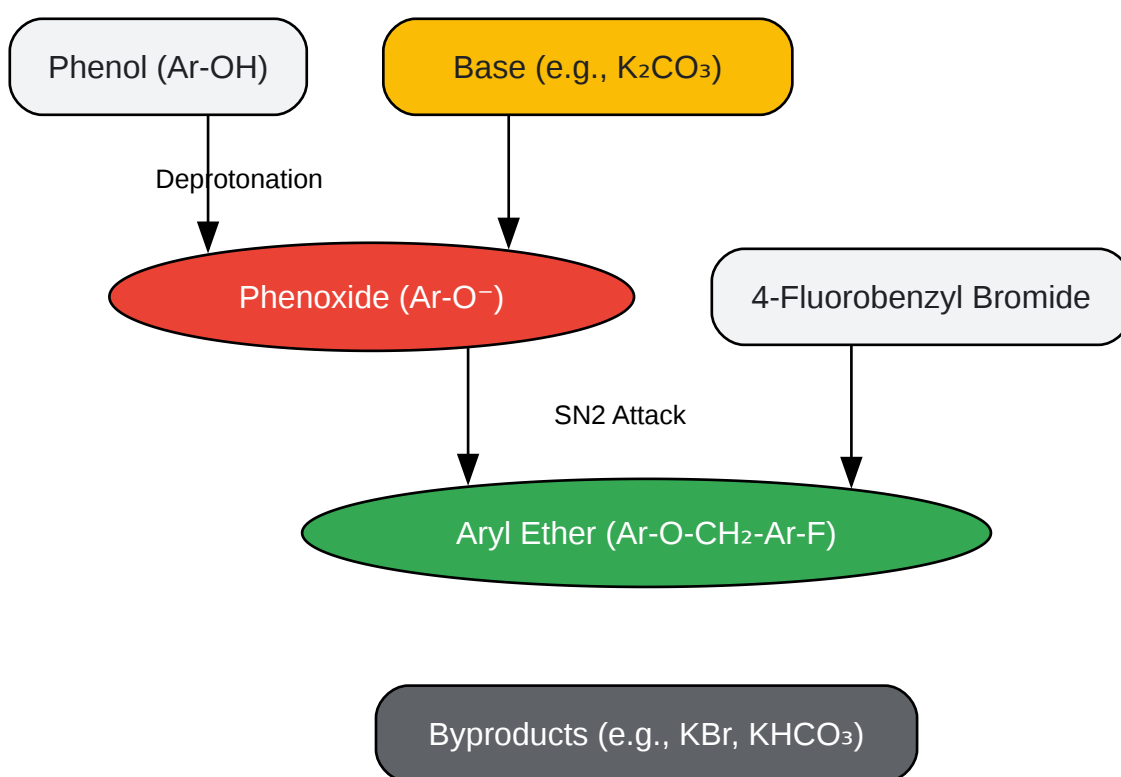 Phenol (Ar-OH)
Base (e.g., K₂CO₃)
Deprotonation
Phenoxide (Ar-O⁻)
4-Fluorobenzyl Bromide
SN2 Attack
Aryl Ether (Ar-O-CH₂-Ar-F)
Byproducts (e.g., KBr, KHCO₃)